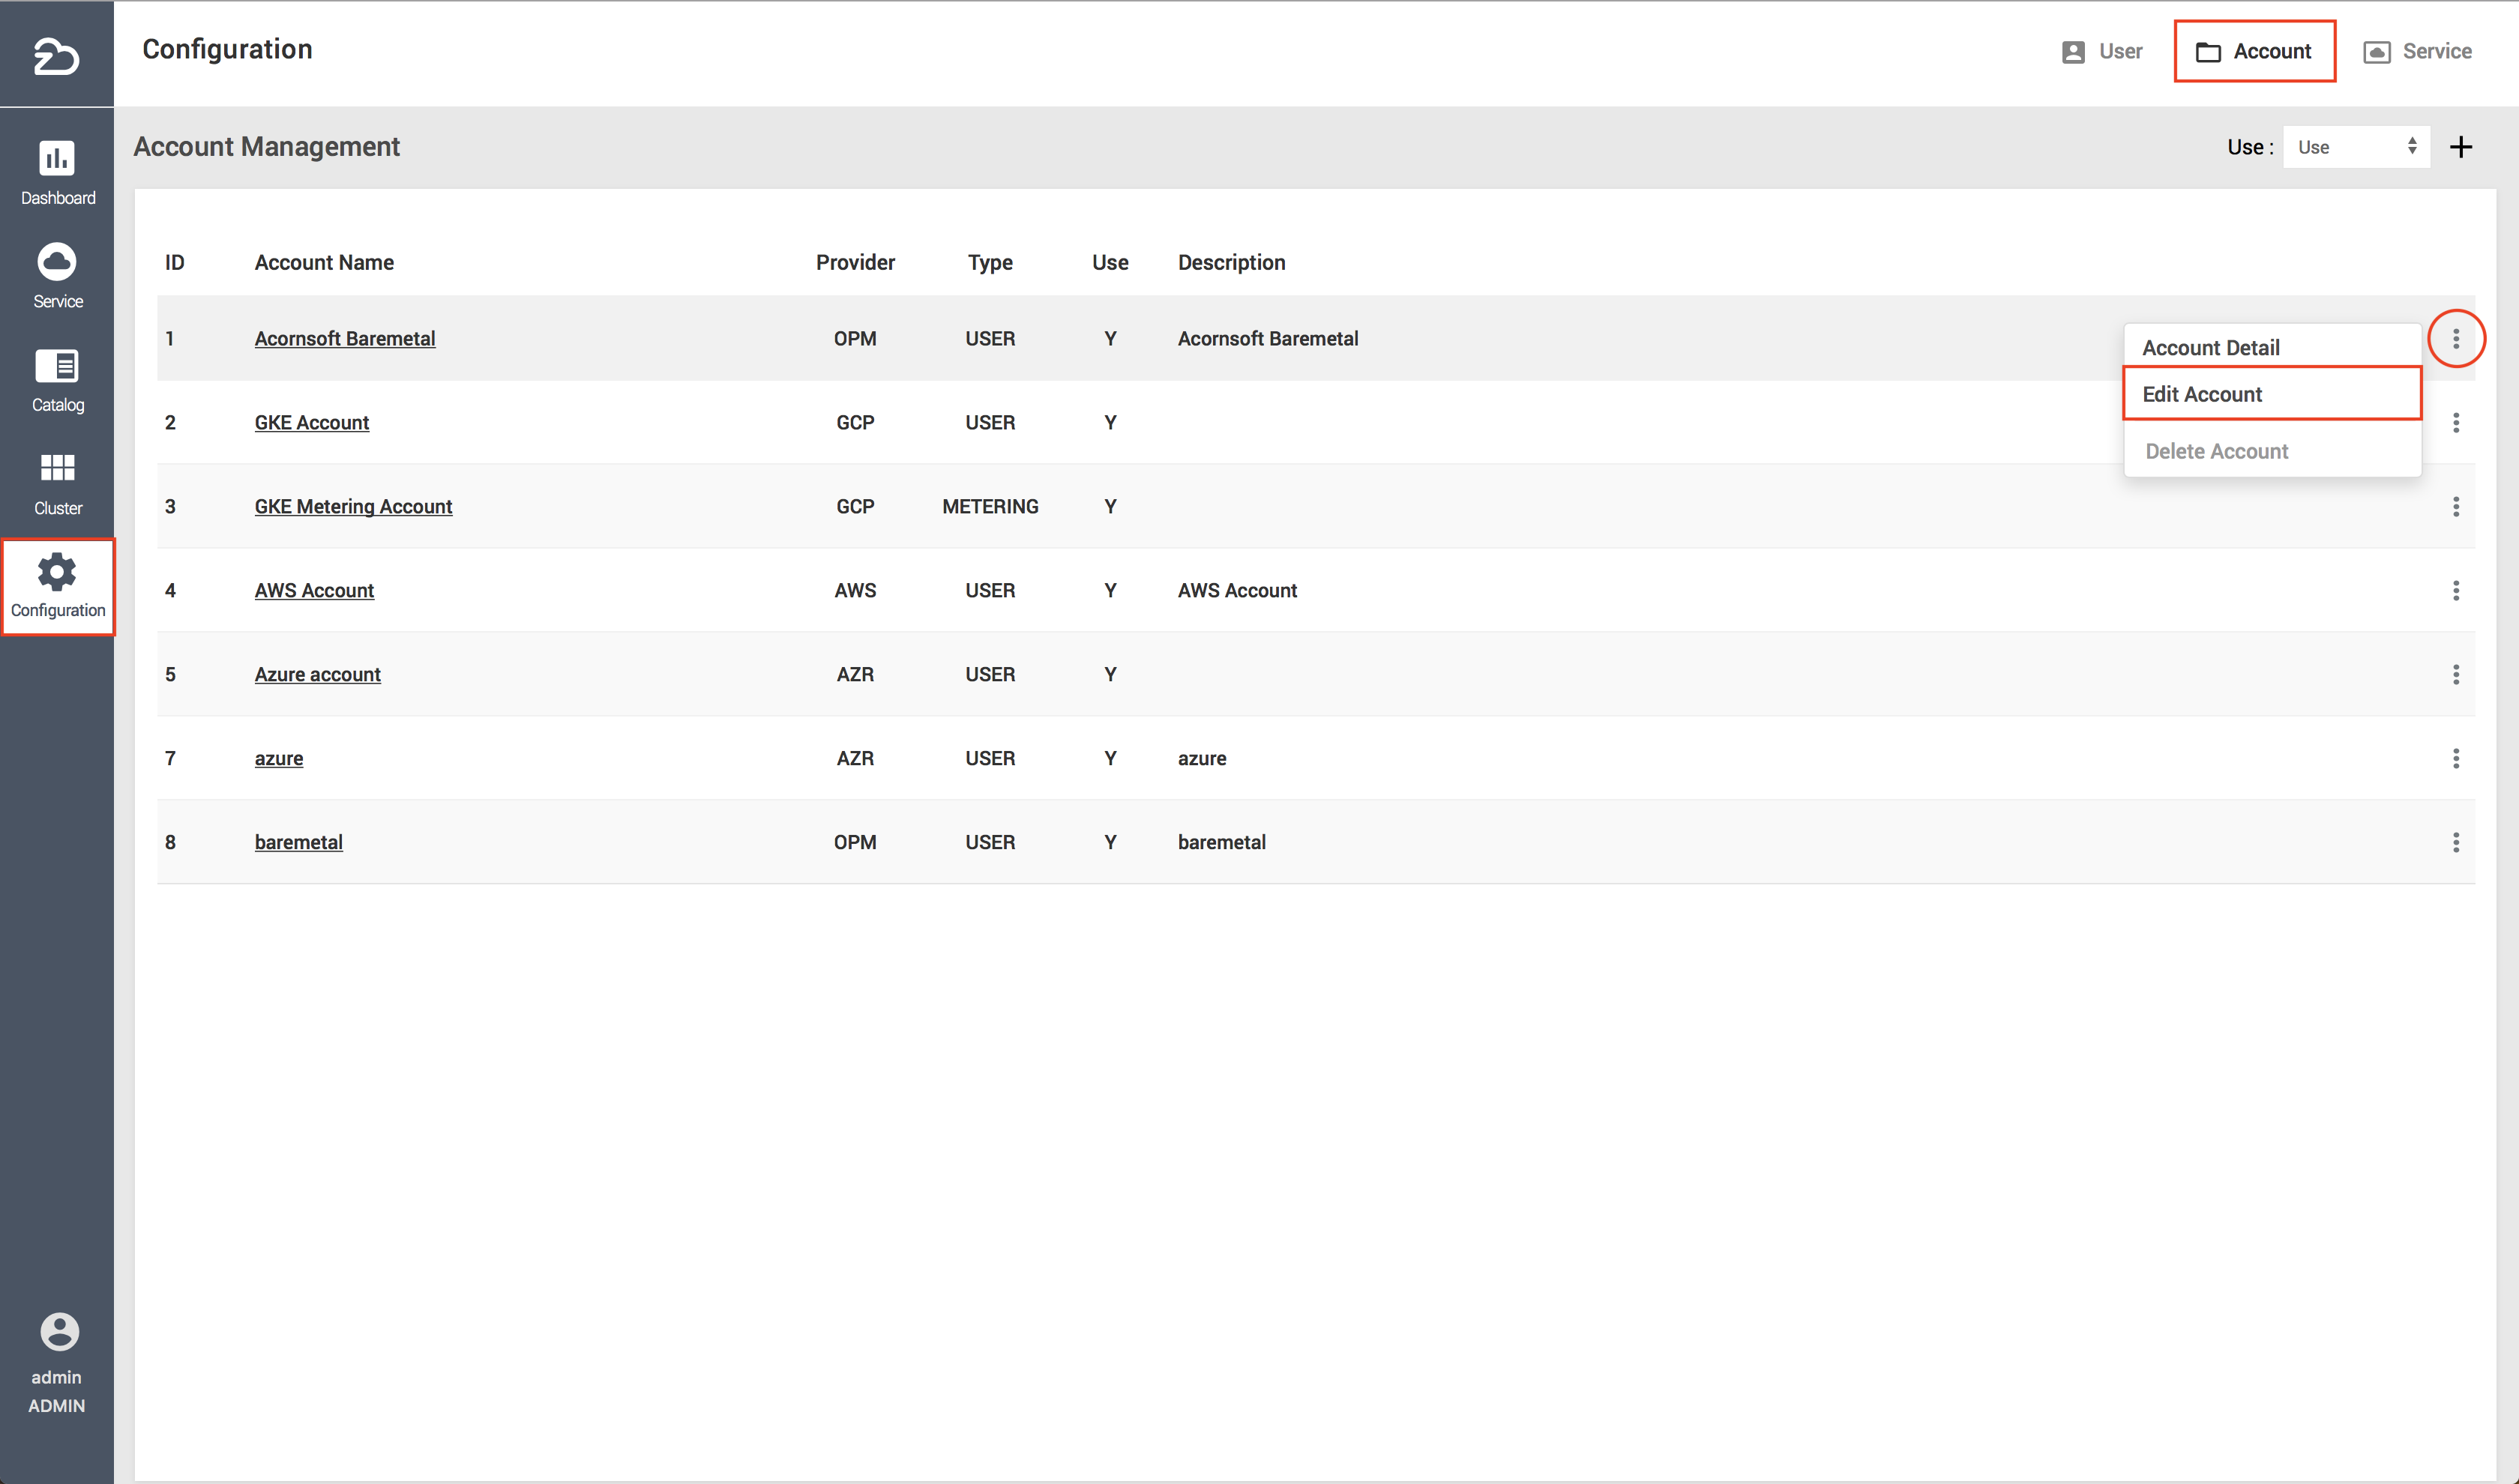 Configuration
User
Account
Service
Dashboard
Service
Catalog
Cluster
Configuration
admin
ADMIN
Account Management
Use : Use
ID Account Name Provider Type Use Description
1 Acornsoft Baremetal OPM USER Y Acornsoft Baremetal
Account Detail
Edit Account
Delete Account
2 GKE Account GCP USER Y
3 GKE Metering Account GCP METERING Y
4 AWS Account AWS USER Y AWS Account
5 Azure account AZR USER Y
7 azure AZR USER Y azure
8 baremetal OPM USER Y baremetal